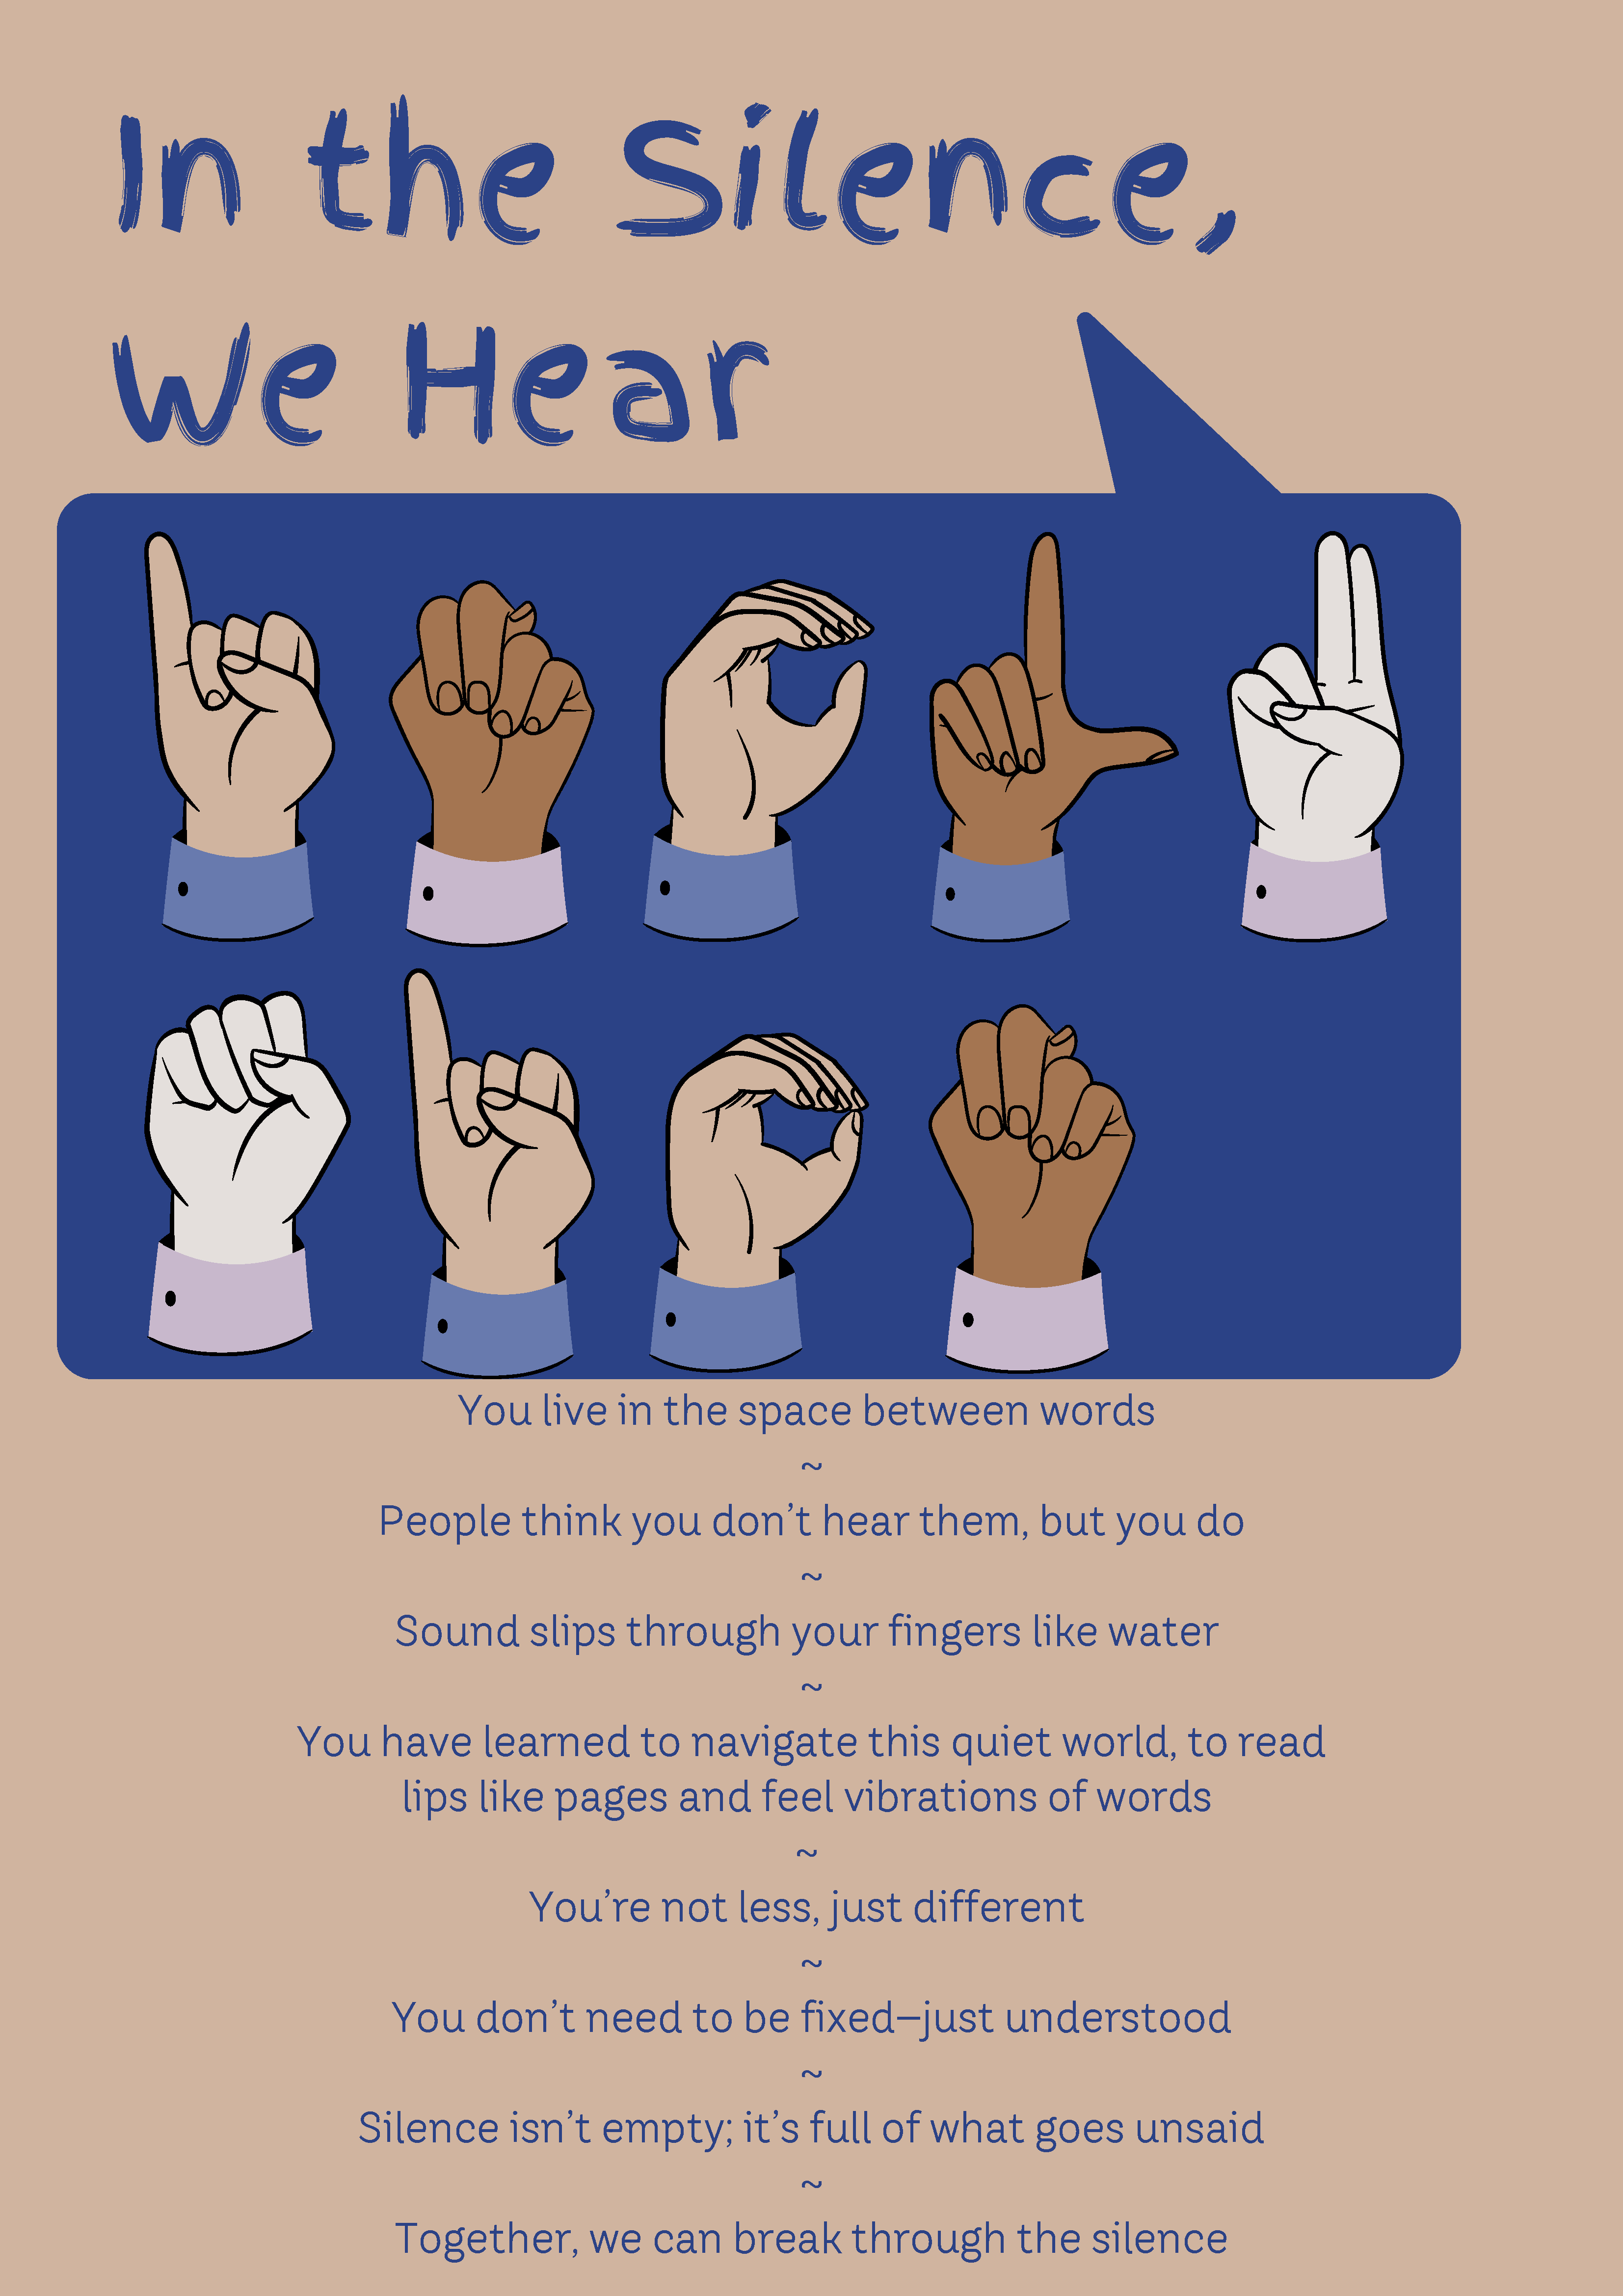 In the Silence,
We Hear
You live in the space between words
~
People think you don’t hear them, but you do
~
Sound slips through your fingers like water
~
You have learned to navigate this quiet world, to read
lips like pages and feel vibrations of words
~
You’re not less, just different
~
You don’t need to be fixed—just understood
~
Silence isn’t empty; it’s full of what goes unsaid
~
Together, we can break through the silence